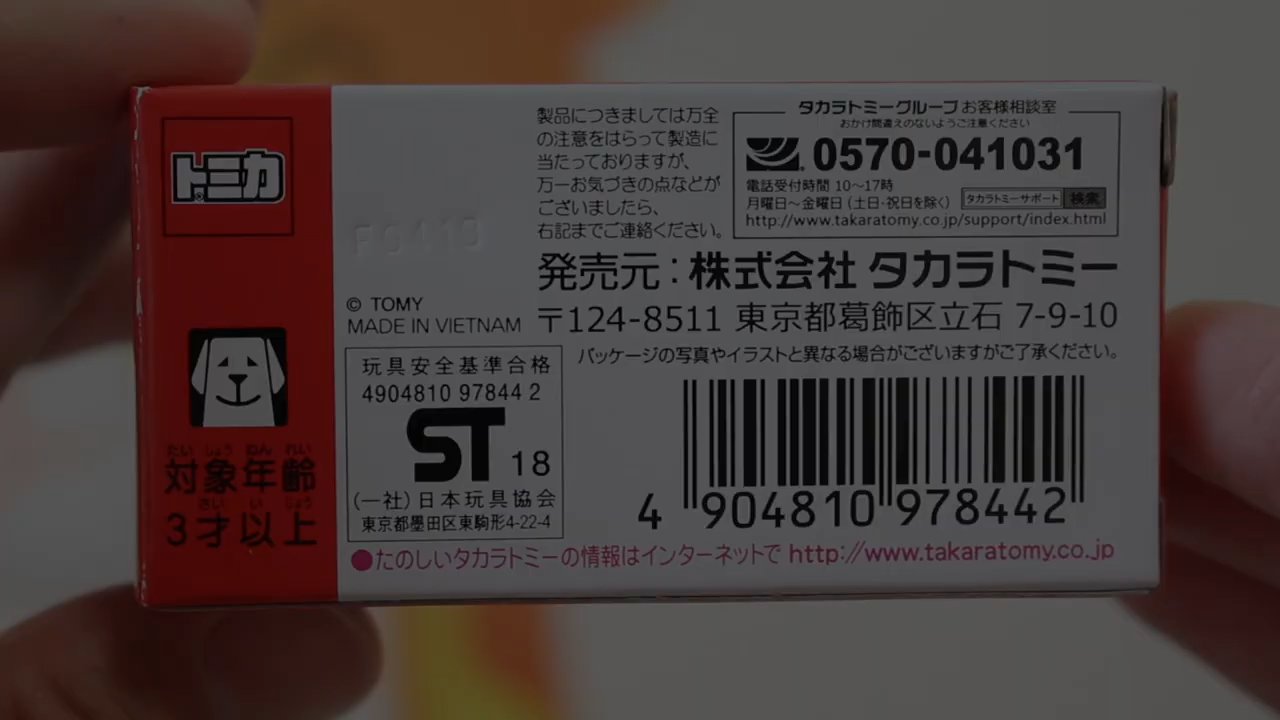 トミカ
たい しょう ねん れい
対象年齢
さい い じょう
3才以上
© TOMY
MADE IN VIETNAM
玩具安全基準合格
4904810 97844 2
ST 18
(一社)日本玩具協会
東京都墨田区東駒形4-22-4
製品につきましては万全
の注意をはらって製造に
当たっておりますが、
万一お気づきの点などが
ございましたら、
右記までご連絡ください。
タカラトミーグループお客様相談室
おかけ間違えのないようご注意ください
0570-041031
電話受付時間 10〜17時
月曜日〜金曜日(土日・祝日を除く) タカラトミーサポート 検索
http://www.takaratomy.co.jp/support/index.html
発売元:株式会社 タカラトミー
〒124-8511 東京都葛飾区立石 7-9-10
パッケージの写真やイラストと異なる場合がございますがご了承ください。
4 904810 978442
●たのしいタカラトミーの情報はインターネットで http://www.takaratomy.co.jp